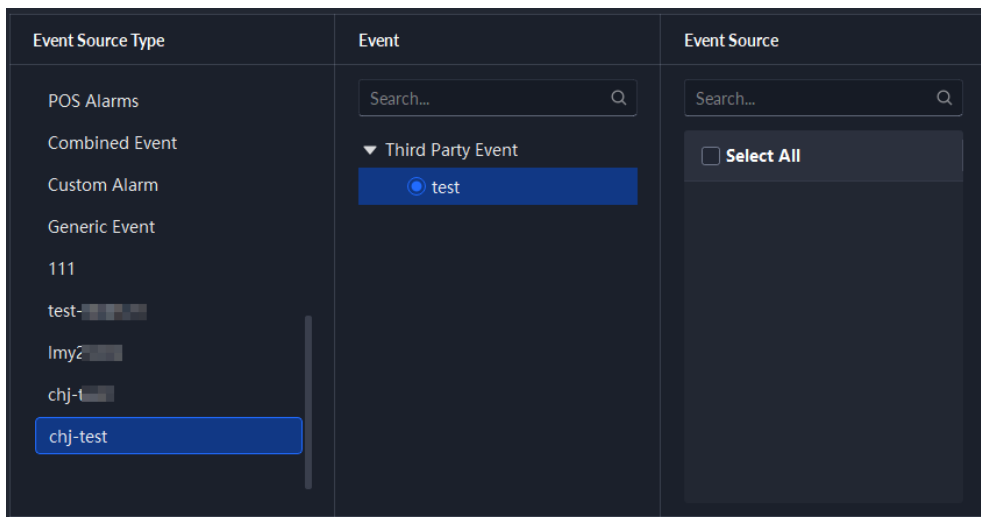 Event Source Type
POS Alarms
Combined Event
Custom Alarm
Generic Event
111
test-
chj-test
Event
Search...
Third Party Event
test
Event Source
Search...
Select All